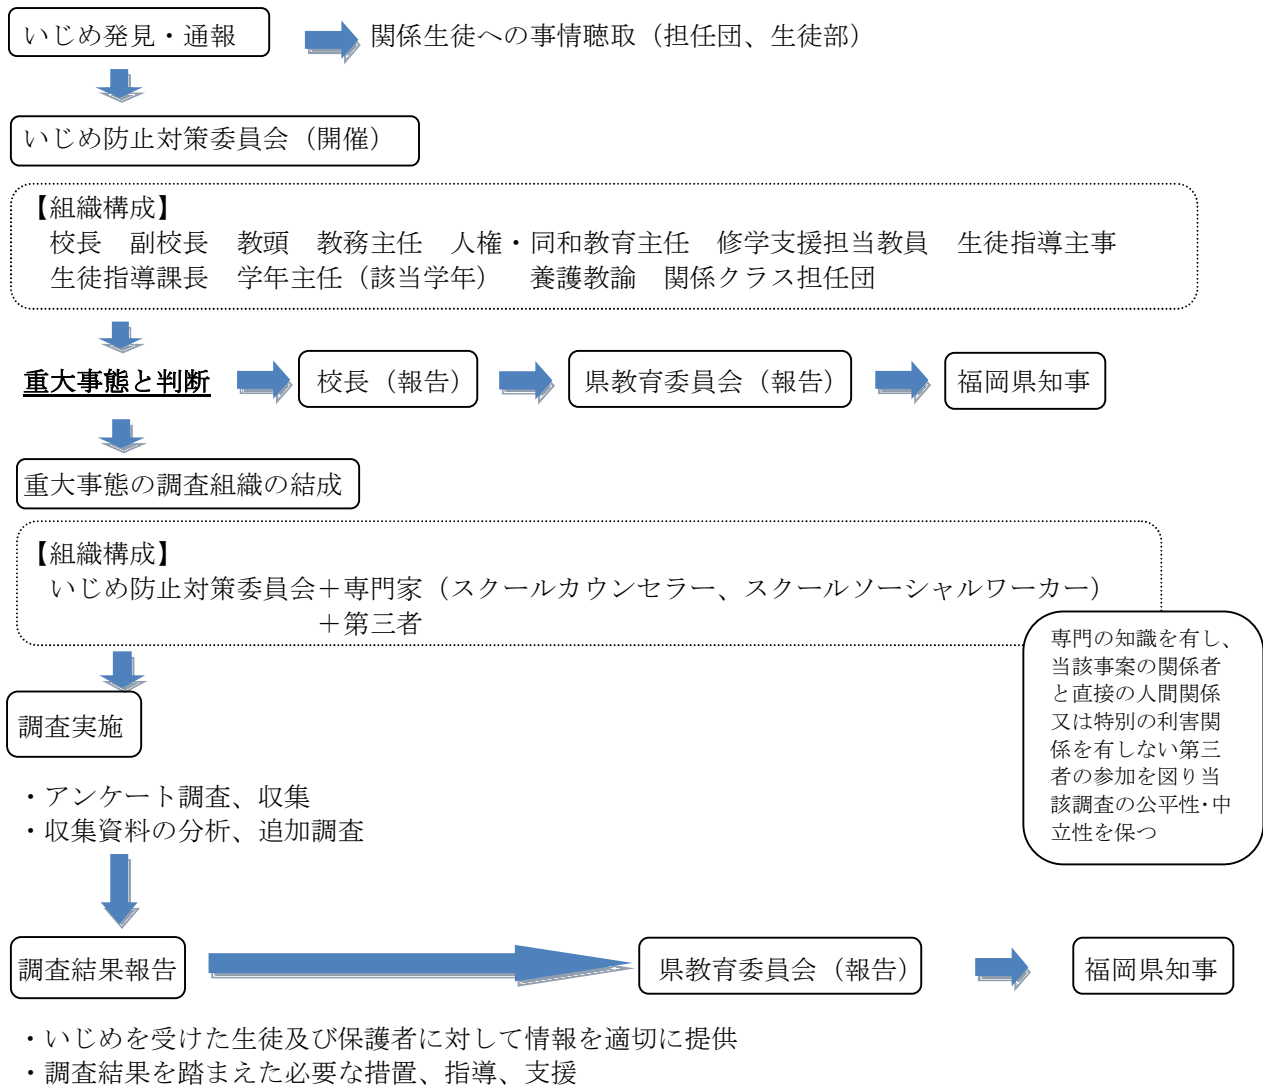 いじめ発見・通報
関係生徒への事情聴取（担任団、生徒部）
いじめ防止対策委員会（開催）
【組織構成】
校長　副校長　教頭　教務主任　人権・同和教育主任　修学支援担当教員　生徒指導主事
生徒指導課長　学年主任（該当学年）　養護教諭　関係クラス担任団
重大事態と判断
校長（報告）
県教育委員会（報告）
福岡県知事
重大事態の調査組織の結成
【組織構成】
いじめ防止対策委員会＋専門家（スクールカウンセラー、スクールソーシャルワーカー）
＋第三者
専門の知識を有し、
当該事案の関係者
と直接の人間関係
又は特別の利害関
係を有しない第三
者の参加を図り当
該調査の公平性・中
立性を保つ
調査実施
・アンケート調査、収集
・収集資料の分析、追加調査
調査結果報告
県教育委員会（報告）
福岡県知事
・いじめを受けた生徒及び保護者に対して情報を適切に提供
・調査結果を踏まえた必要な措置、指導、支援